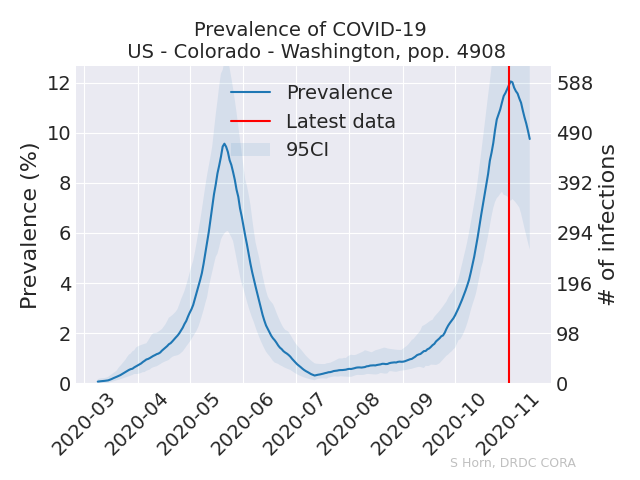 Prevalence of COVID-19
US - Colorado - Washington, pop. 4908
Prevalence
Latest data
95CI
Prevalence (%)
12
10
8
6
4
2
0
588
490
392
294
196
98
0
# of infections
2020-03
2020-04
2020-05
2020-06
2020-07
2020-08
2020-09
2020-10
2020-11
S Horn, DRDC CORA